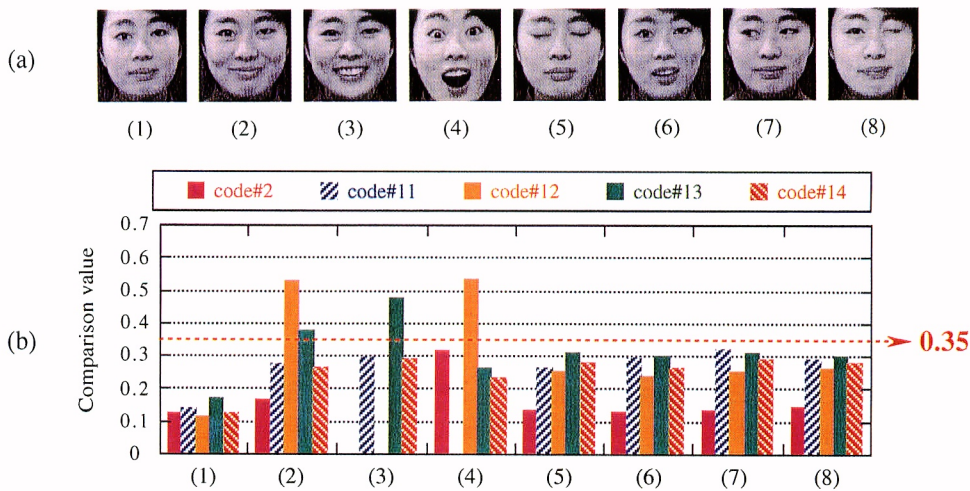 (a)
(1) (2) (3) (4) (5) (6) (7) (8)
code#2 code#11 code#12 code#13 code#14
(b)
Comparison value
0.7
0.6
0.5
0.4
0.35
0.3
0.2
0.1
0
(1) (2) (3) (4) (5) (6) (7) (8)